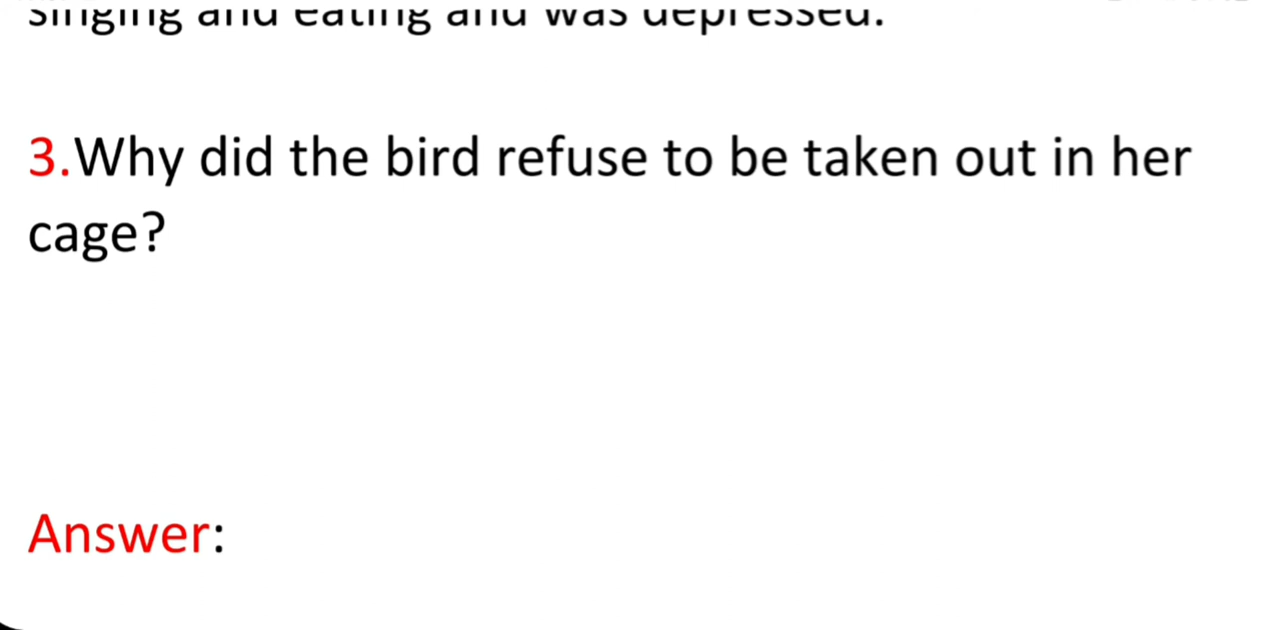 singing and eating and was depressed.
3.Why did the bird refuse to be taken out in her
cage?
Answer: